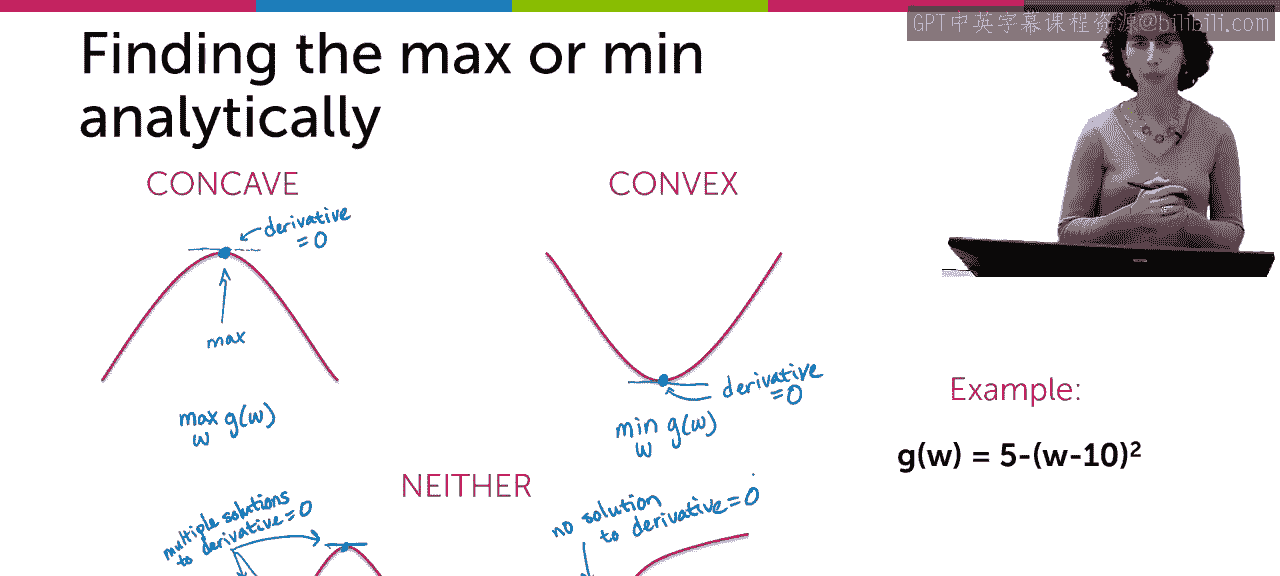 GPT中英字幕课程资源@bilibili.com
Finding the max or min
analytically
CONCAVE
derivative
= 0
max
max g(w)
w
CONVEX
derivative
= 0
min g(w)
w
Example:
g(w) = 5-(w-10)²
NEITHER
multiple solutions
to derivative = 0
no solution
to derivative = 0